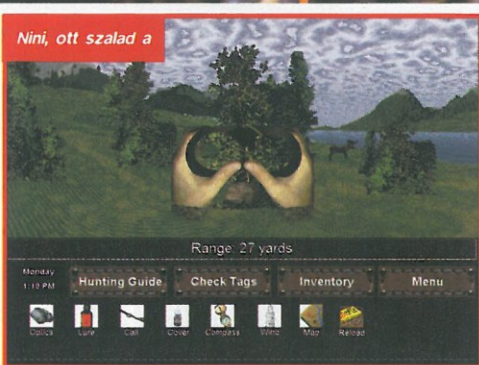 Nini, ott szalad a
Range: 27 yards
Monday
1:10 PM
Hunting Guide
Check Tags
Inventory
Menu
Optics
Lure
Call
Cover
Compass
Wind
Map
Reload